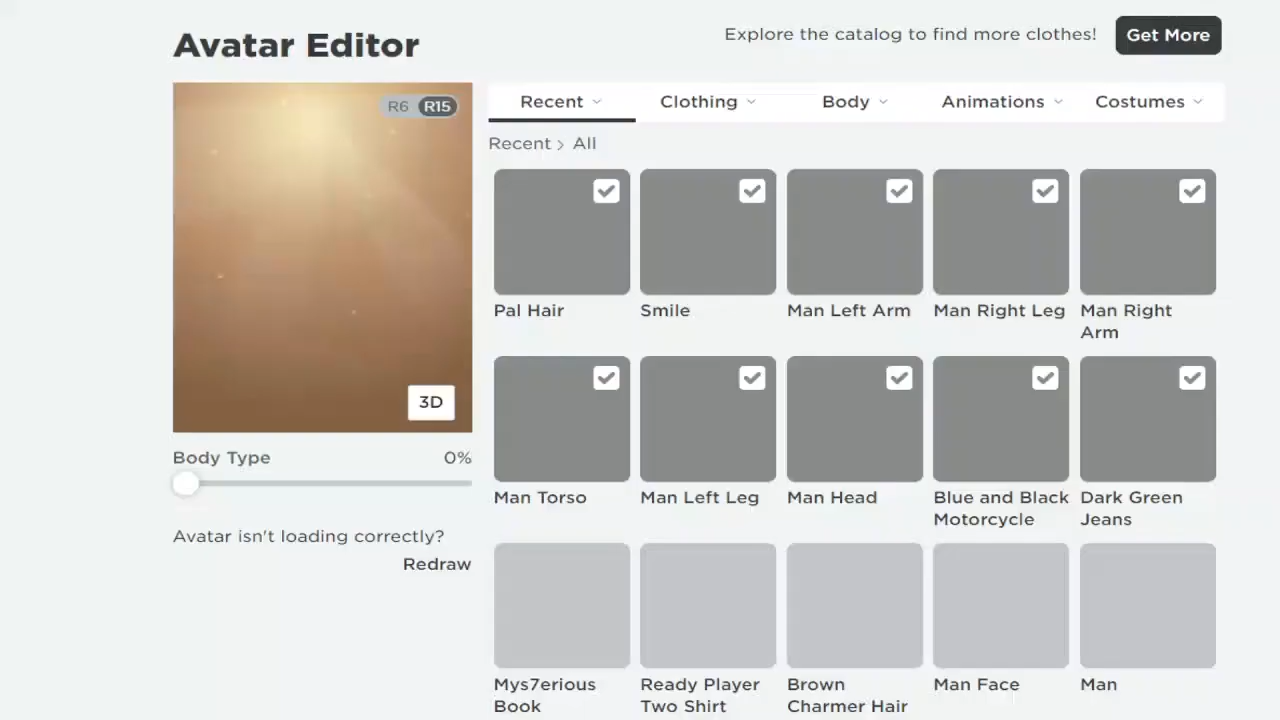 Avatar Editor
Explore the catalog to find more clothes!
Get More
R6 R15
3D
Body Type 0%
Avatar isn't loading correctly?
Redraw
Recent Clothing Body Animations Costumes
Recent > All
Pal Hair
Smile
Man Left Arm
Man Right Leg
Man Right
Arm
Man Torso
Man Left Leg
Man Head
Blue and Black
Motorcycle
Dark Green
Jeans
Mys7erious
Book
Ready Player
Two Shirt
Brown
Charmer Hair
Man Face
Man